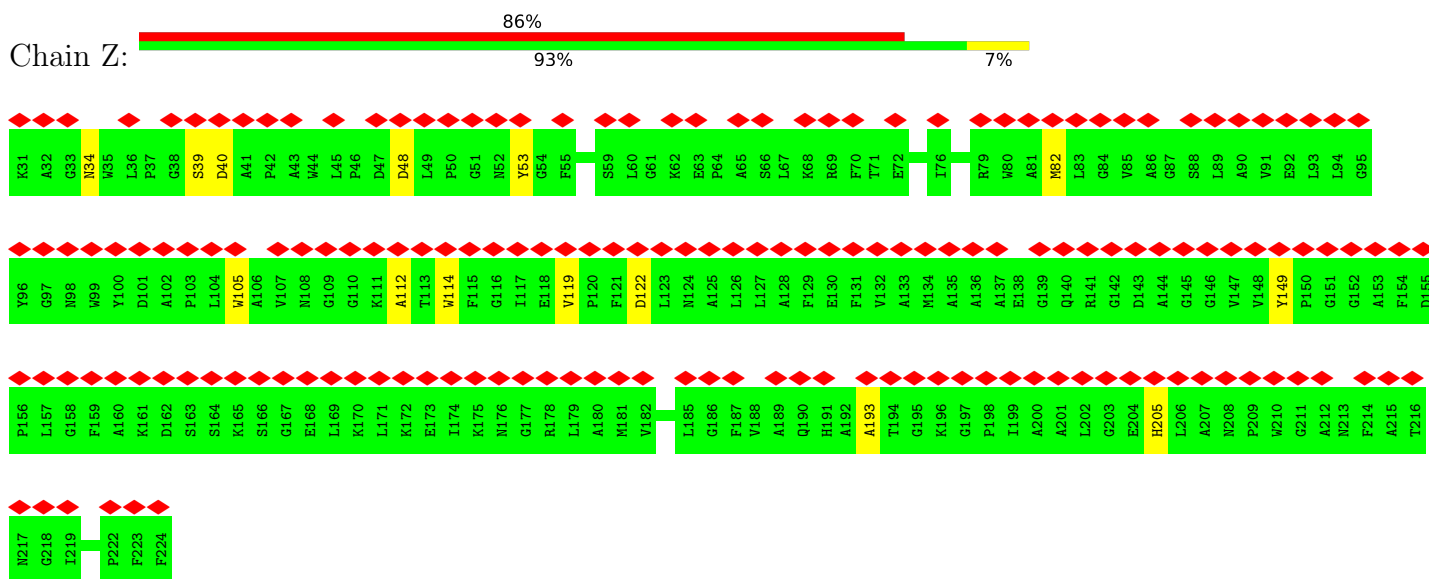 86%
Chain Z:
93% 7%
K31 A32 G33 N34 W35 L36 P37 G38 S39 D40 A41 P42 A43 W44 L45 P46 D47 D48 L49 P50 G51 N52 Y53 G54 F55 S59 L60 G61 K62 E63 P64 A65 S66 L67 K68 R69 F70 T71 E72 I76 R79 W80 A81 M82 L83 G84 V85 A86 G87 S88 L89 A90 V91 E92 L93 L94 G95
Y96 G97 N98 W99 Y100 D101 A102 P103 L104 W105 A106 V107 N108 G109 G110 K111 A112 T113 W114 F115 G116 I117 E118 V119 P120 F121 D122 L123 N124 A125 L126 L127 A128 F129 E130 F131 V132 A133 M134 A135 A136 A137 E138 G139 Q140 R141 G142 D143 A144 G145 G146 V147 V148 Y149 P150 G151 G152 A153 F154 D155
P156 L157 G158 F159 A160 K161 D162 S163 S164 K165 S166 G167 E168 L169 K170 L171 K172 E173 I174 K175 N176 G177 R178 L179 A180 M181 V182 L185 G186 F187 V188 A189 Q190 H191 A192 A193 T194 G195 K196 G197 P198 I199 A200 A201 L202 G203 E204 H205 L206 A207 N208 P209 W210 G211 A212 N213 F214 A215 T216
N217 G218 I219 P222 F223 F224